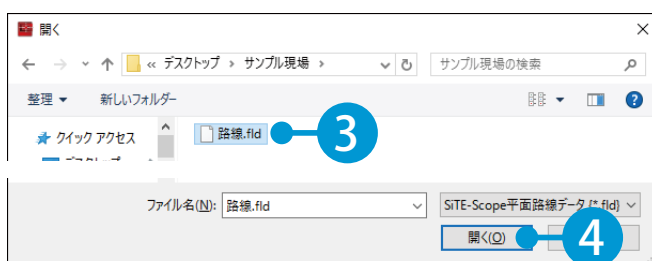 開く
« デスクトップ › サンプル現場 ›
サンプル現場の検索
整理 ▼ 新しいフォルダー
クイック アクセス
路線.fld
3
ファイル名(N): 路線.fld
SiTE-Scope平面路線データ (*.fld)
開く(O)
4